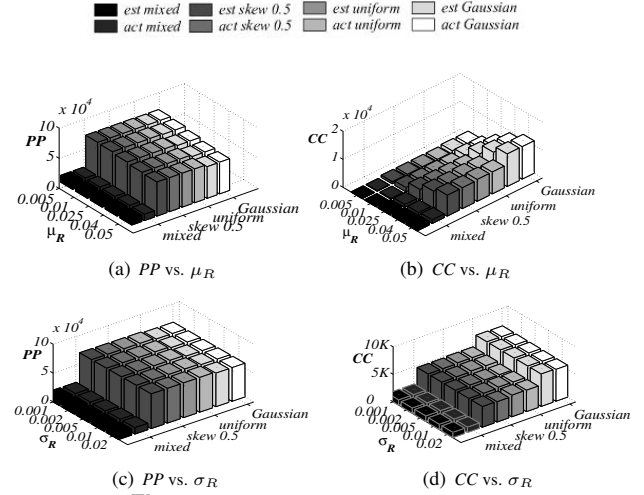 est mixed est skew 0.5 est uniform est Gaussian
act mixed act skew 0.5 act uniform act Gaussian
x 10⁴
10
PP
5
0
0.005
0.01
0.025
0.04
0.05
μR
mixed
skew 0.5
uniform
Gaussian
(a) PP vs. μR
x 10⁴
2
CC
1
0
0.005
0.01
0.025
0.04
0.05
μR
mixed
skew 0.5
uniform
Gaussian
(b) CC vs. μR
x 10⁴
10
PP
5
0
0.001
0.002
0.005
0.01
0.02
σR
mixed
skew 0.5
uniform
Gaussian
(c) PP vs. σR
10K
CC
5K
0
0.001
0.002
0.005
0.01
0.02
σR
mixed
skew 0.5
uniform
Gaussian
(d) CC vs. σR